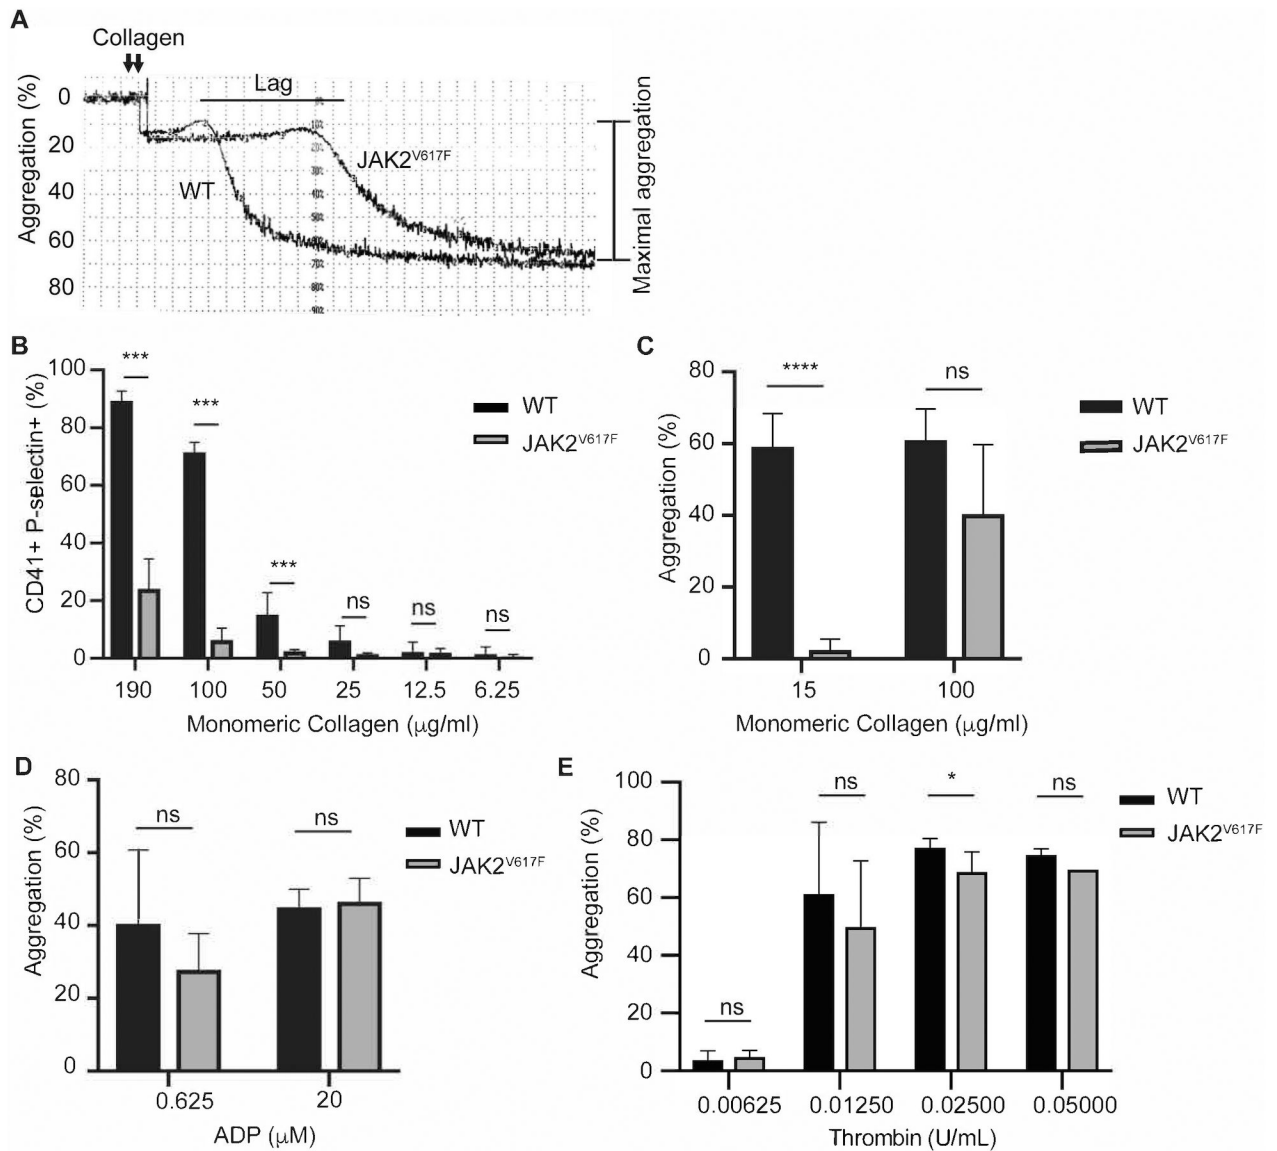 A
Collagen
Lag
Aggregation (%)
0
20
40
60
80
WT
JAK2V617F
Maximal aggregation
B
CD41+ P-selectin+ (%)
100
80
60
40
20
0
***
***
***
ns
ns
ns
WT
JAK2V617F
190 100 50 25 12.5 6.25
Monomeric Collagen (μg/ml)
C
Aggregation (%)
80
60
40
20
0
****
ns
WT
JAK2V617F
15 100
Monomeric Collagen (μg/ml)
D
Aggregation (%)
80
60
40
20
0
ns
ns
WT
JAK2V617F
0.625 20
ADP (μM)
E
Aggregation (%)
100
80
60
40
20
0
ns
ns
*
ns
WT
JAK2V617F
0.00625 0.01250 0.02500 0.05000
Thrombin (U/mL)